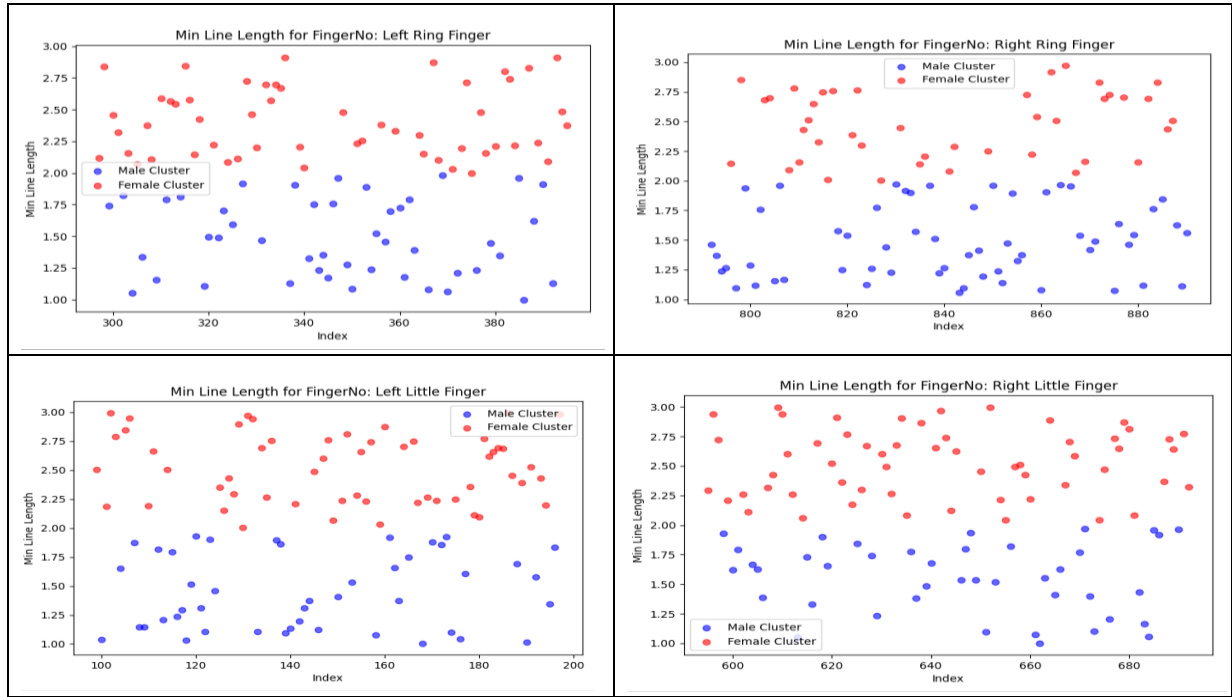 Min Line Length for FingerNo: Left Ring Finger
Min Line Length
3.00
2.75
2.50
2.25
2.00
1.75
1.50
1.25
1.00
Male Cluster
Female Cluster
300
320
340
360
380
Index
Min Line Length for FingerNo: Right Ring Finger
Min Line Length
3.00
2.75
2.50
2.25
2.00
1.75
1.50
1.25
1.00
Male Cluster
Female Cluster
800
820
840
860
880
Index
Min Line Length for FingerNo: Left Little Finger
Min Line Length
3.00
2.75
2.50
2.25
2.00
1.75
1.50
1.25
1.00
Male Cluster
Female Cluster
100
120
140
160
180
200
Index
Min Line Length for FingerNo: Right Little Finger
Min Line Length
3.00
2.75
2.50
2.25
2.00
1.75
1.50
1.25
1.00
Male Cluster
Female Cluster
600
620
640
660
680
Index